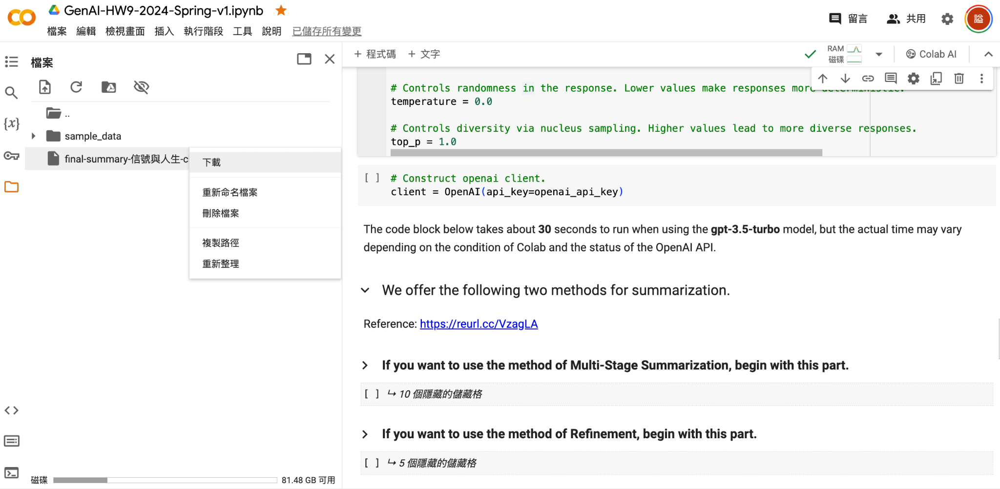 GenAI-HW9-2024-Spring-v1.ipynb
檔案 編輯 檢視畫面 插入 執行階段 工具 說明 已儲存所有變更
留言 共用 謚
檔案
..
sample_data
final-summary-信號與人生-c
下載
重新命名檔案
刪除檔案
複製路徑
重新整理
{x}
磁碟 81.48 GB 可用
+ 程式碼 + 文字
RAM
磁碟
Colab AI
# Controls randomness in the response. Lower values make responses more deterministic.
temperature = 0.0
# Controls diversity via nucleus sampling. Higher values lead to more diverse responses.
top_p = 1.0
[ ] # Construct openai client.
client = OpenAI(api_key=openai_api_key)
The code block below takes about 30 seconds to run when using the gpt-3.5-turbo model, but the actual time may vary
depending on the condition of Colab and the status of the OpenAI API.
We offer the following two methods for summarization.
Reference: https://reurl.cc/VzagLA
If you want to use the method of Multi-Stage Summarization, begin with this part.
[ ] ↳ 10 個隱藏的儲藏格
If you want to use the method of Refinement, begin with this part.
[ ] ↳ 5 個隱藏的儲藏格